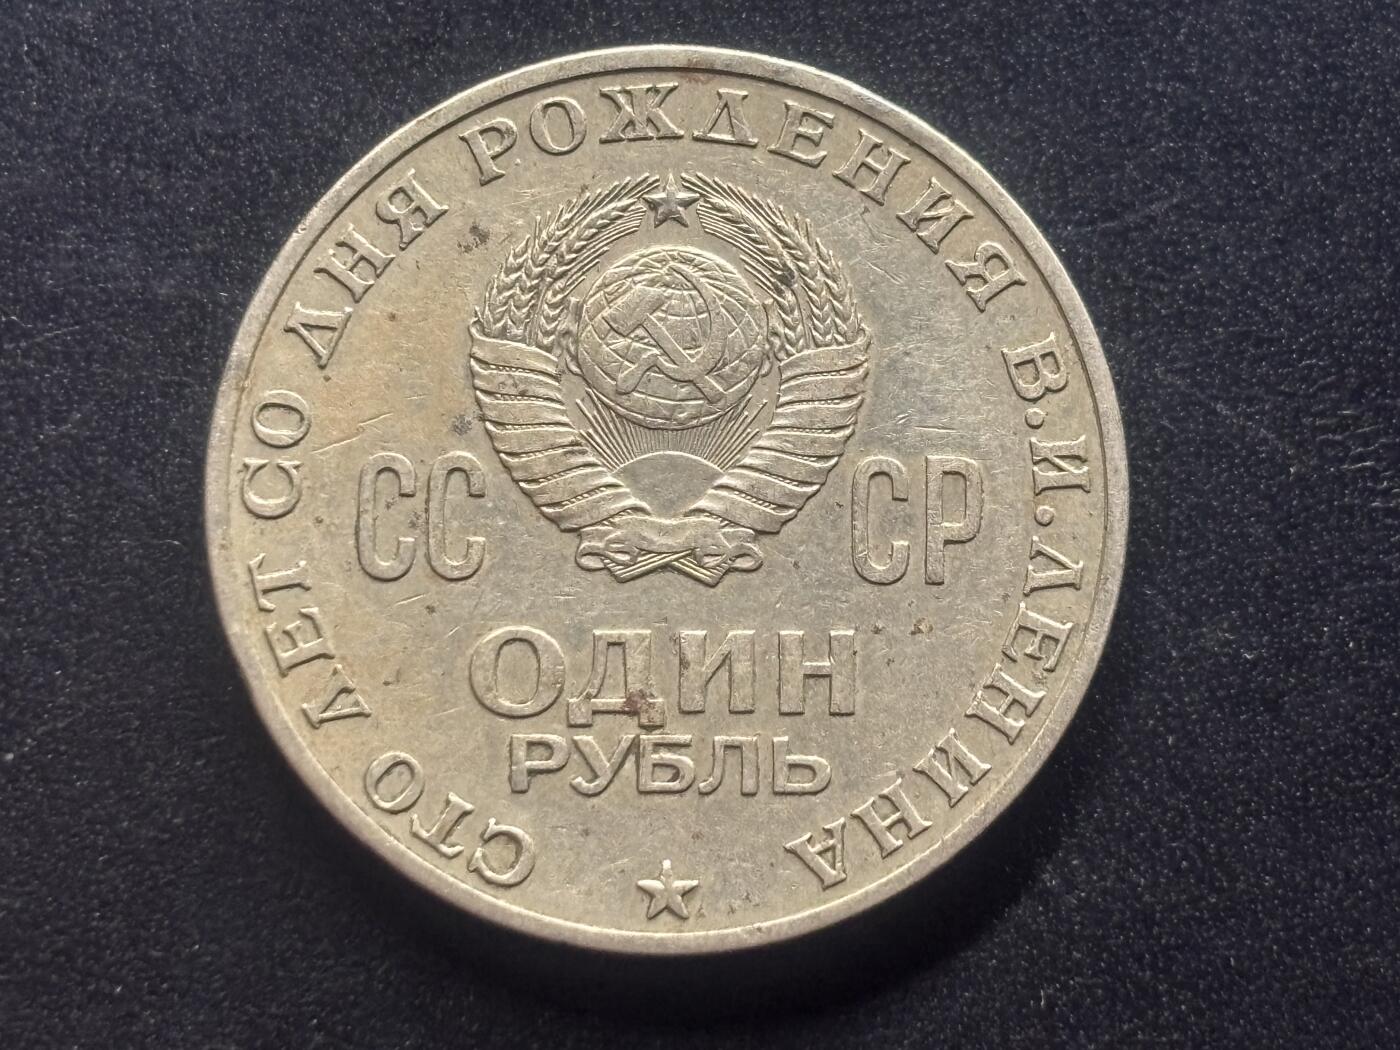 СТО ЛЕТ СО ДНЯ РОЖДЕНИЯ В.И.ЛЕНИНА
СС СР
ОДИН
РУБЛЬ